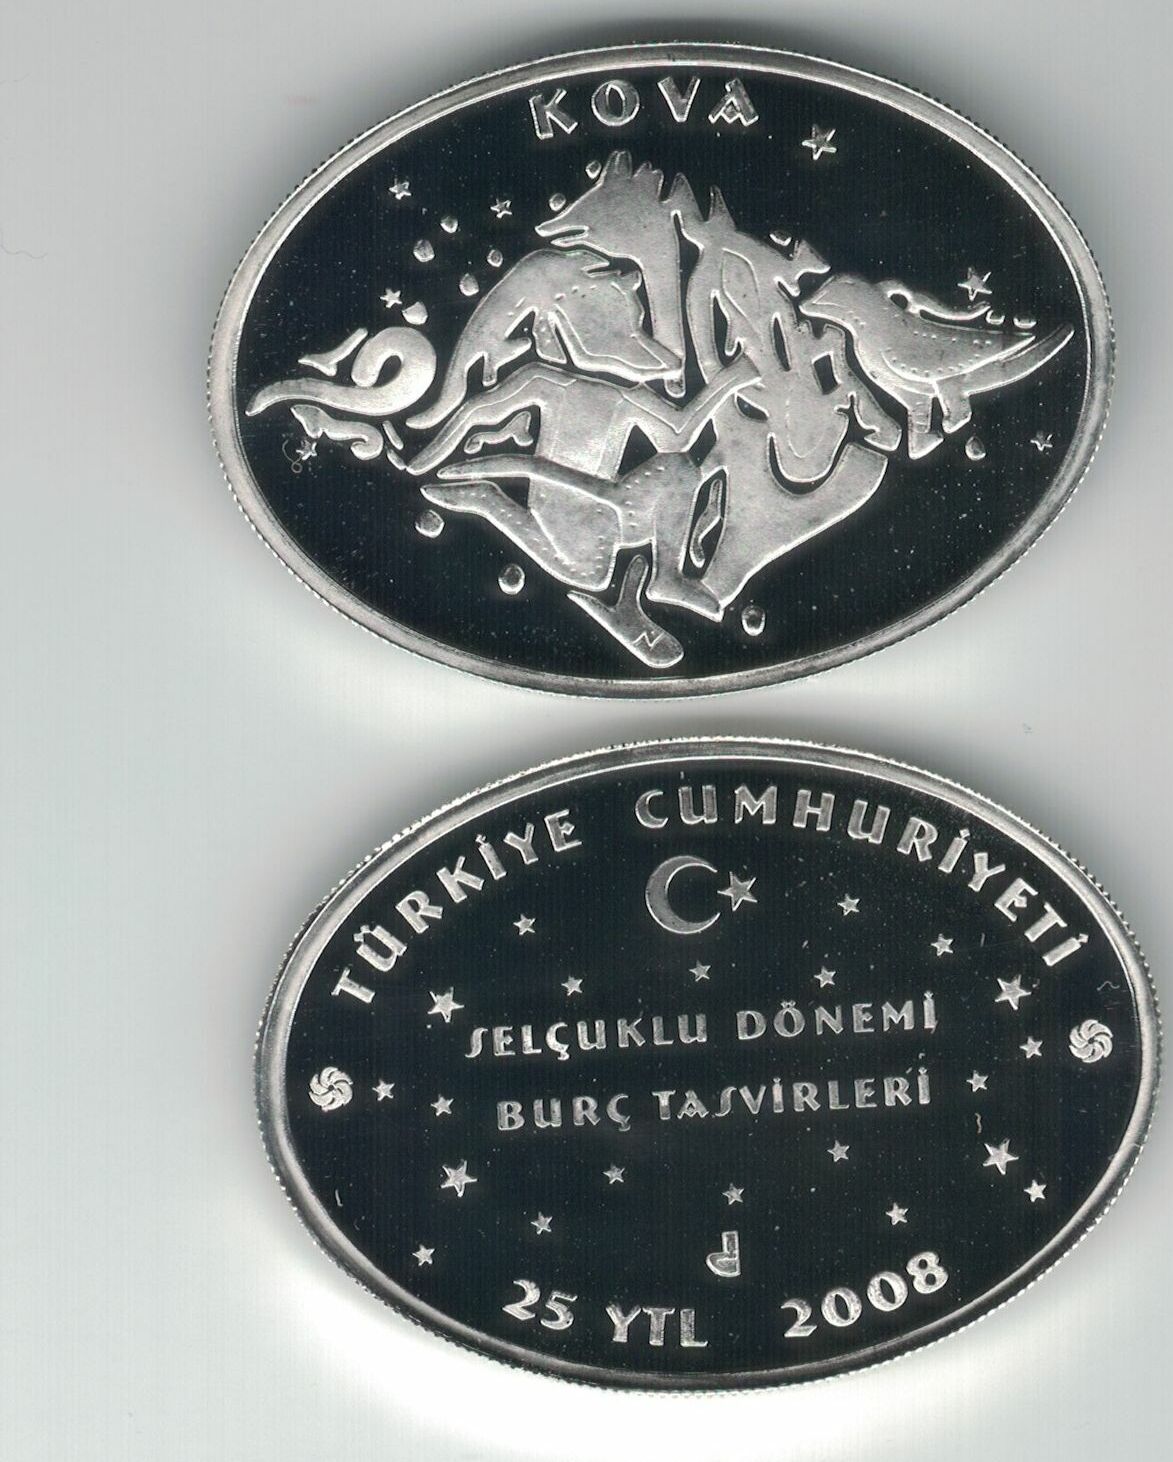 KOVA
TÜRKİYE CUMHURİYETİ
SELÇUKLU DÖNEMİ
BURÇ TASVİRLERİ
25 YTL 2008